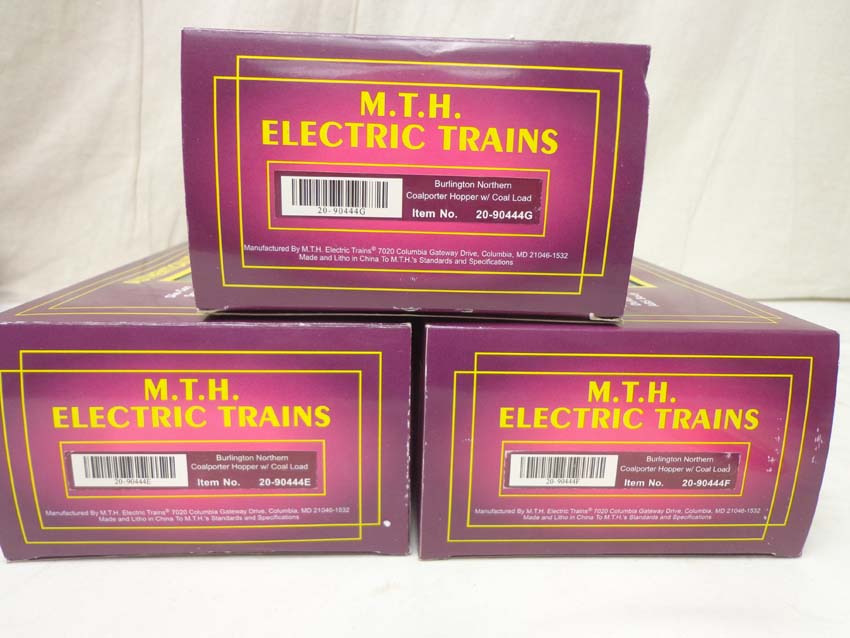 M.T.H.
ELECTRIC TRAINS
Burlington Northern
Coalporter Hopper w/ Coal Load
20-90444G
Item No. 20-90444G
Manufactured By M.T.H. Electric Trains® 7020 Columbia Gateway Drive, Columbia, MD 21046-1532
Made and Litho in China To M.T.H.'s Standards and Specifications
M.T.H.
ELECTRIC TRAINS
Burlington Northern
Coalporter Hopper w/ Coal Load
20-90444E
Item No. 20-90444E
Manufactured By M.T.H. Electric Trains® 7020 Columbia Gateway Drive, Columbia, MD 21046-1532
Made and Litho in China To M.T.H.'s Standards and Specifications
M.T.H.
ELECTRIC TRAINS
Burlington Northern
Coalporter Hopper w/ Coal Load
20-90444F
Item No. 20-90444F
Manufactured By M.T.H. Electric Trains® 7020 Columbia Gateway Drive, Columbia, MD 21046-1532
Made and Litho in China To M.T.H.'s Standards and Specifications